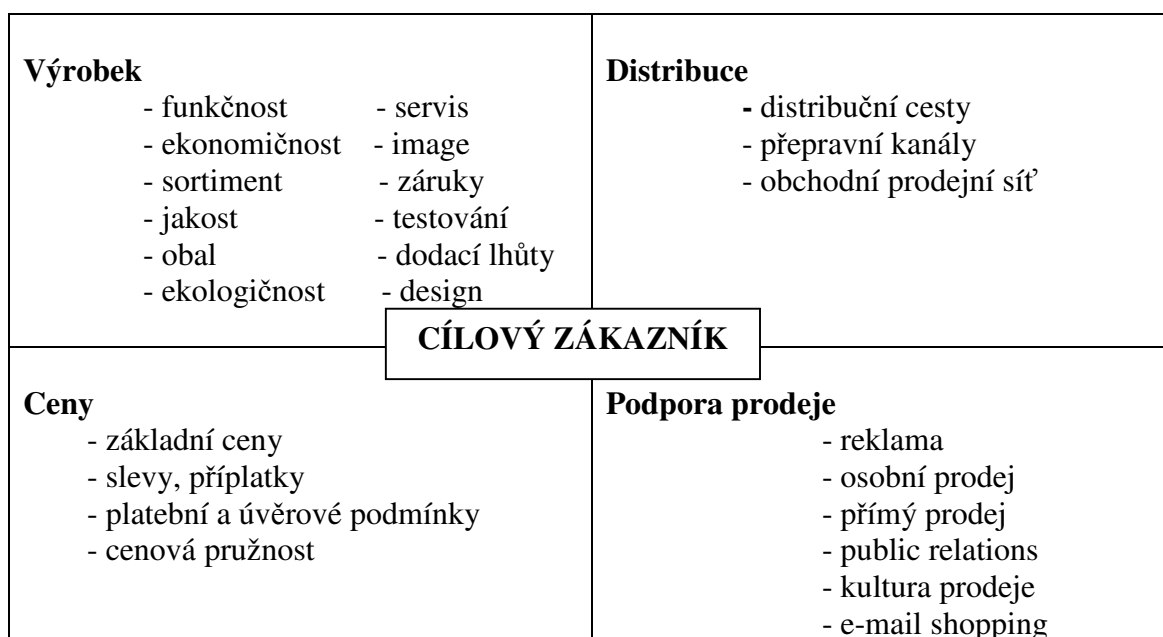 Výrobek
- funkčnost - servis
- ekonomičnost - image
- sortiment - záruky
- jakost - testování
- obal - dodací lhůty
- ekologičnost - design
Distribuce
- distribuční cesty
- přepravní kanály
- obchodní prodejní síť
CÍLOVÝ ZÁKAZNÍK
Ceny
- základní ceny
- slevy, příplatky
- platební a úvěrové podmínky
- cenová pružnost
Podpora prodeje
- reklama
- osobní prodej
- přímý prodej
- public relations
- kultura prodeje
- e-mail shopping